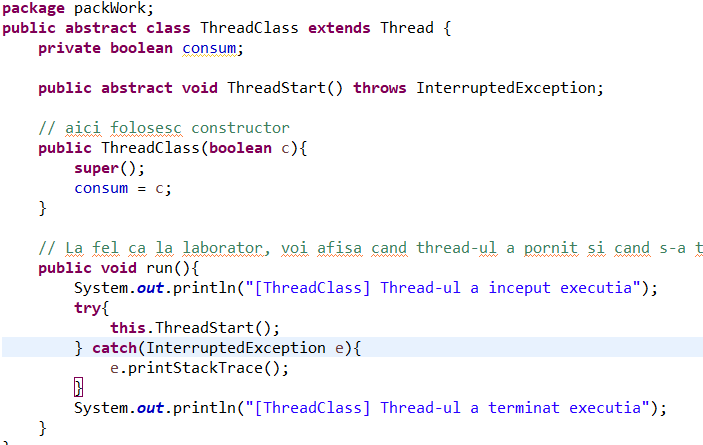 package packWork;
public abstract class ThreadClass extends Thread {
    private boolean consum;

    public abstract void ThreadStart() throws InterruptedException;

    // aici folosesc constructor
    public ThreadClass(boolean c){
        super();
        consum = c;
    }

    // La fel ca la laborator, voi afisa cand thread-ul a pornit si cand s-a t
    public void run(){
        System.out.println("[ThreadClass] Thread-ul a inceput executia");
        try{
            this.ThreadStart();
        } catch(InterruptedException e){
            e.printStackTrace();
        }
        System.out.println("[ThreadClass] Thread-ul a terminat executia");
    }
}